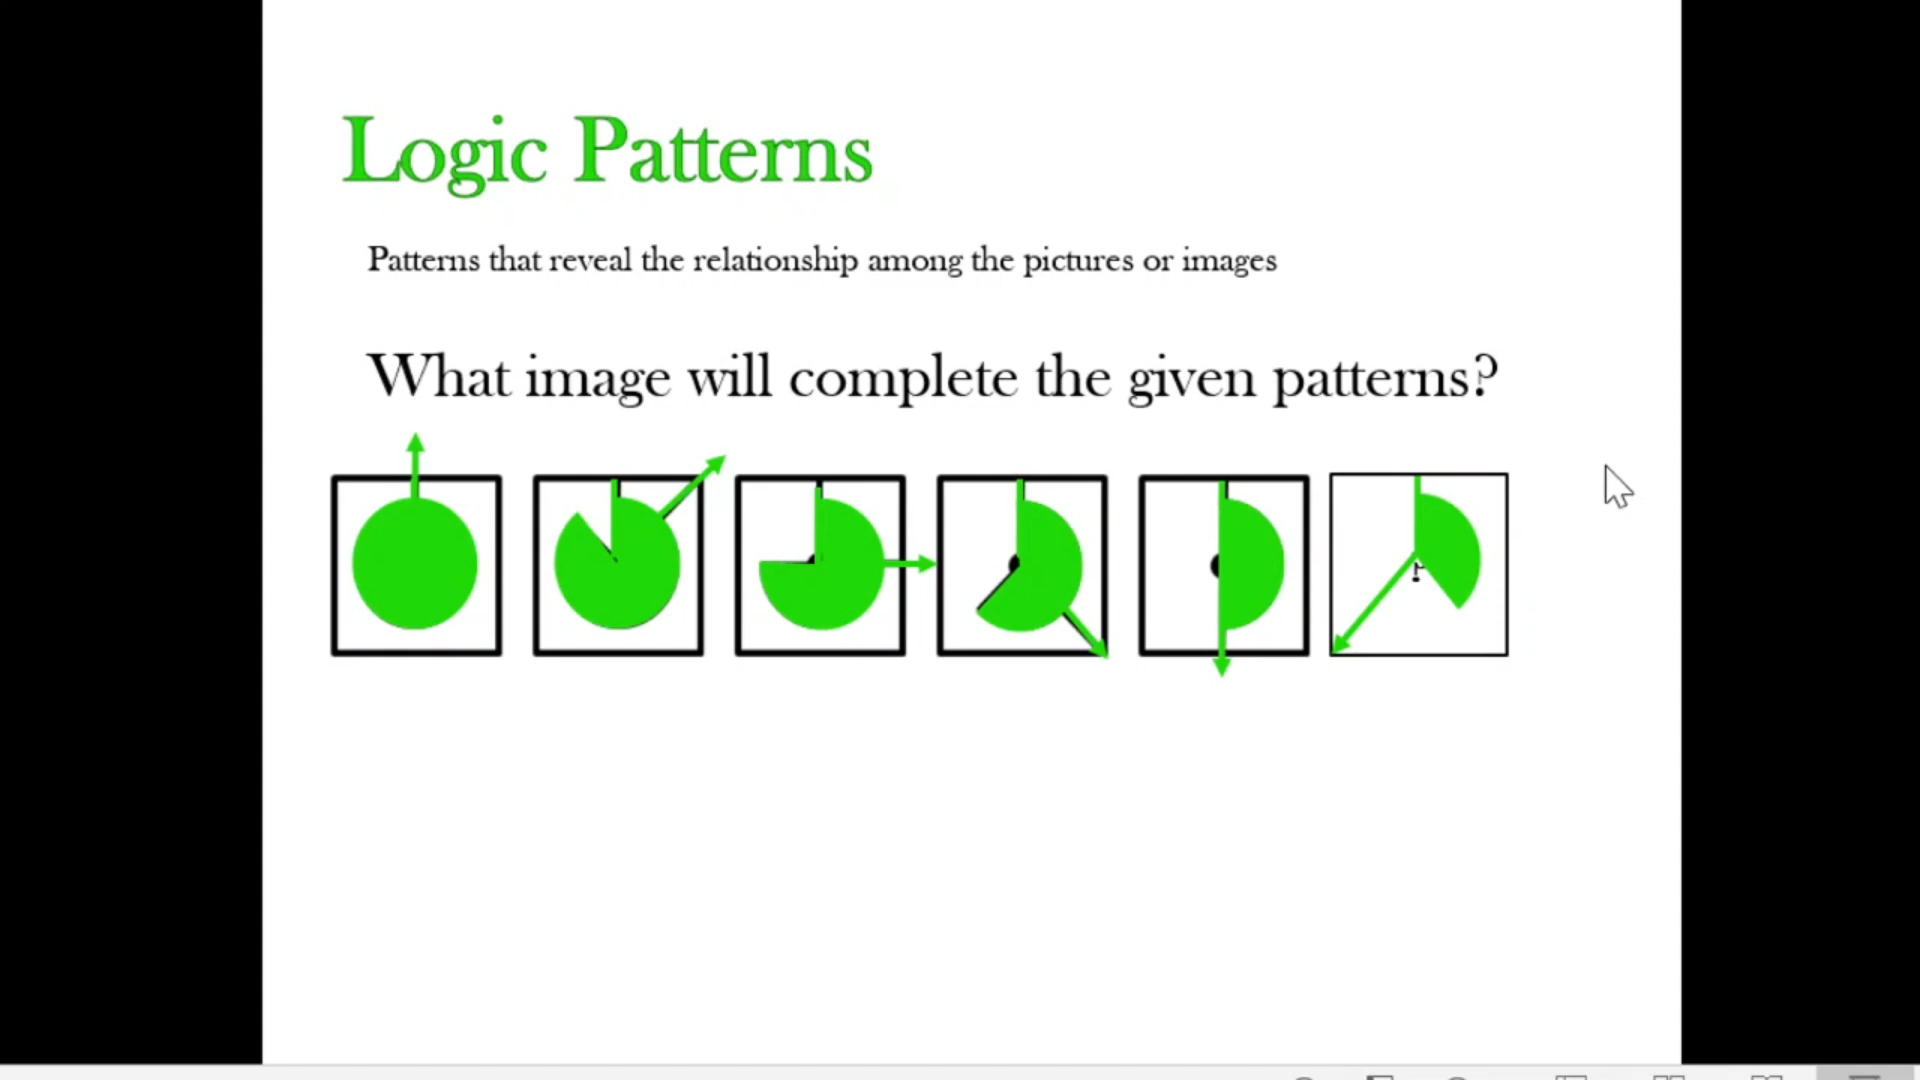 Logic Patterns
Patterns that reveal the relationship among the pictures or images
What image will complete the given patterns?
?